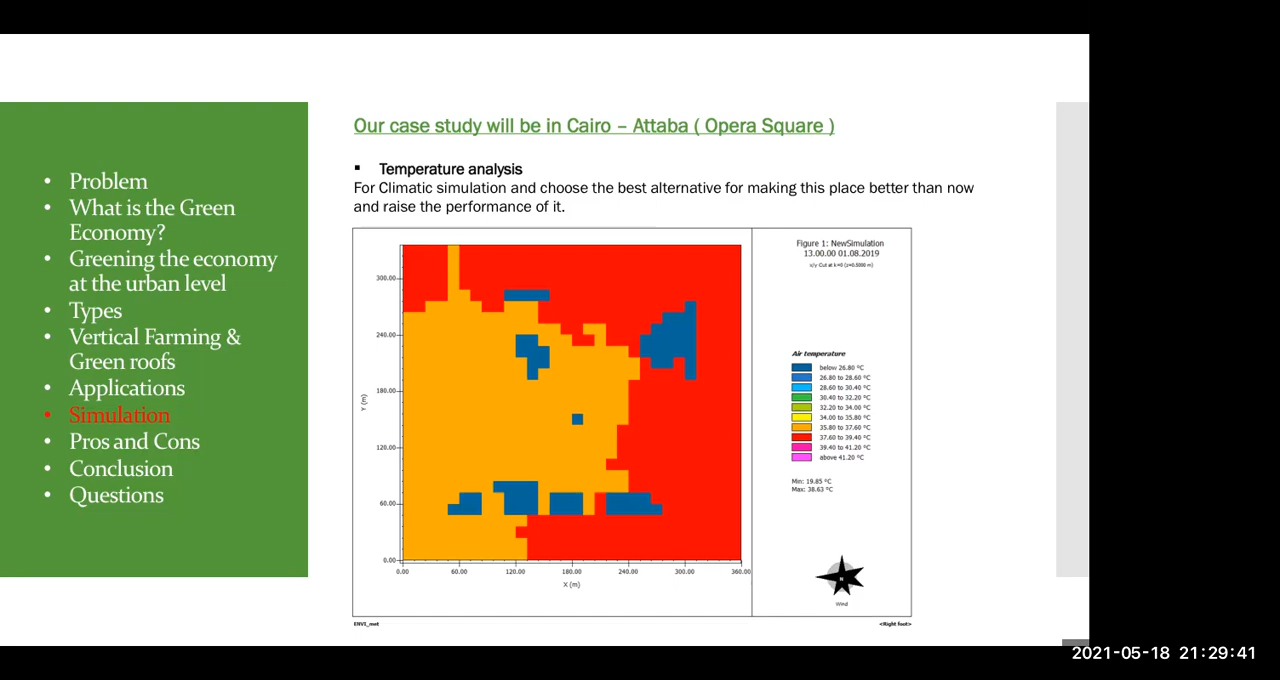 Our case study will be in Cairo – Attaba ( Opera Square )
▪ Temperature analysis
For Climatic simulation and choose the best alternative for making this place better than now
and raise the performance of it.
• Problem
• What is the Green
Economy?
• Greening the economy
at the urban level
• Types
• Vertical Farming &
Green roofs
• Applications
• Simulation
• Pros and Cons
• Conclusion
• Questions
Figure 1: NewSimulation
13.00.00 01.08.2019
x/y Cut at k=0 (z=0.5000 m)
Y (m)
300.00
240.00
180.00
120.00
60.00
0.00
0.00 60.00 120.00 180.00 240.00 300.00 360.00
X (m)
Air temperature
below 26.80 °C
26.80 to 28.60 °C
28.60 to 30.40 °C
30.40 to 32.20 °C
32.20 to 34.00 °C
34.00 to 35.80 °C
35.80 to 37.60 °C
37.60 to 39.40 °C
39.40 to 41.20 °C
above 41.20 °C
Min: 19.85 °C
Max: 38.63 °C
N
Wind
ENVI_met
<Right foot>
2021-05-18 21:29:41